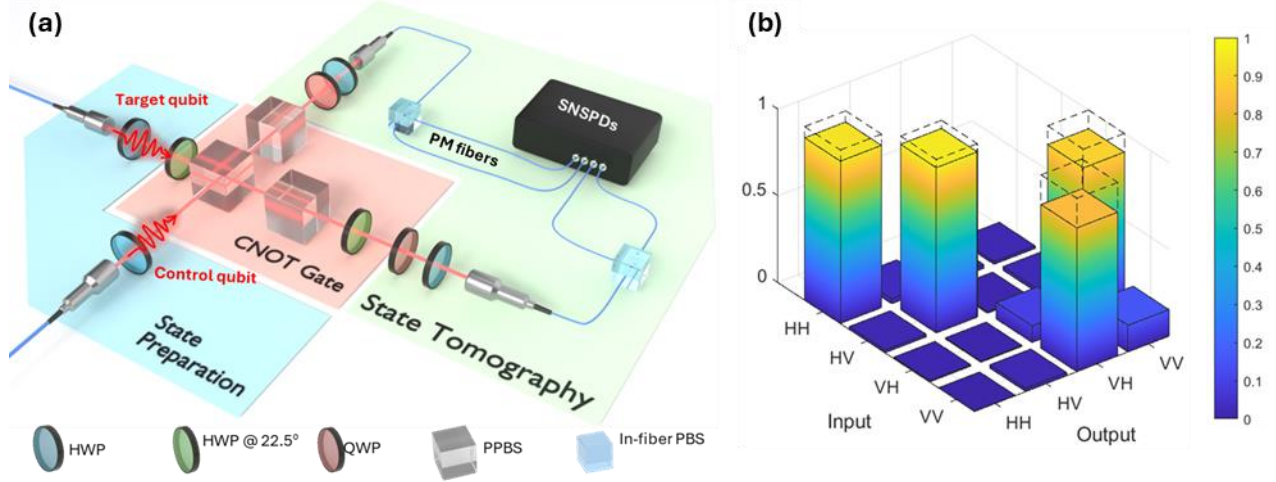 (a)
Target qubit
Control qubit
CNOT Gate
State
Preparation
State Tomography
PM fibers
SNSPDs
HWP
HWP @ 22.5°
QWP
PPBS
In-fiber PBS
(b)
1
0.5
0
HH
HV
VH
VV
Input
HH
HV
VH
VV
Output
1
0.9
0.8
0.7
0.6
0.5
0.4
0.3
0.2
0.1
0